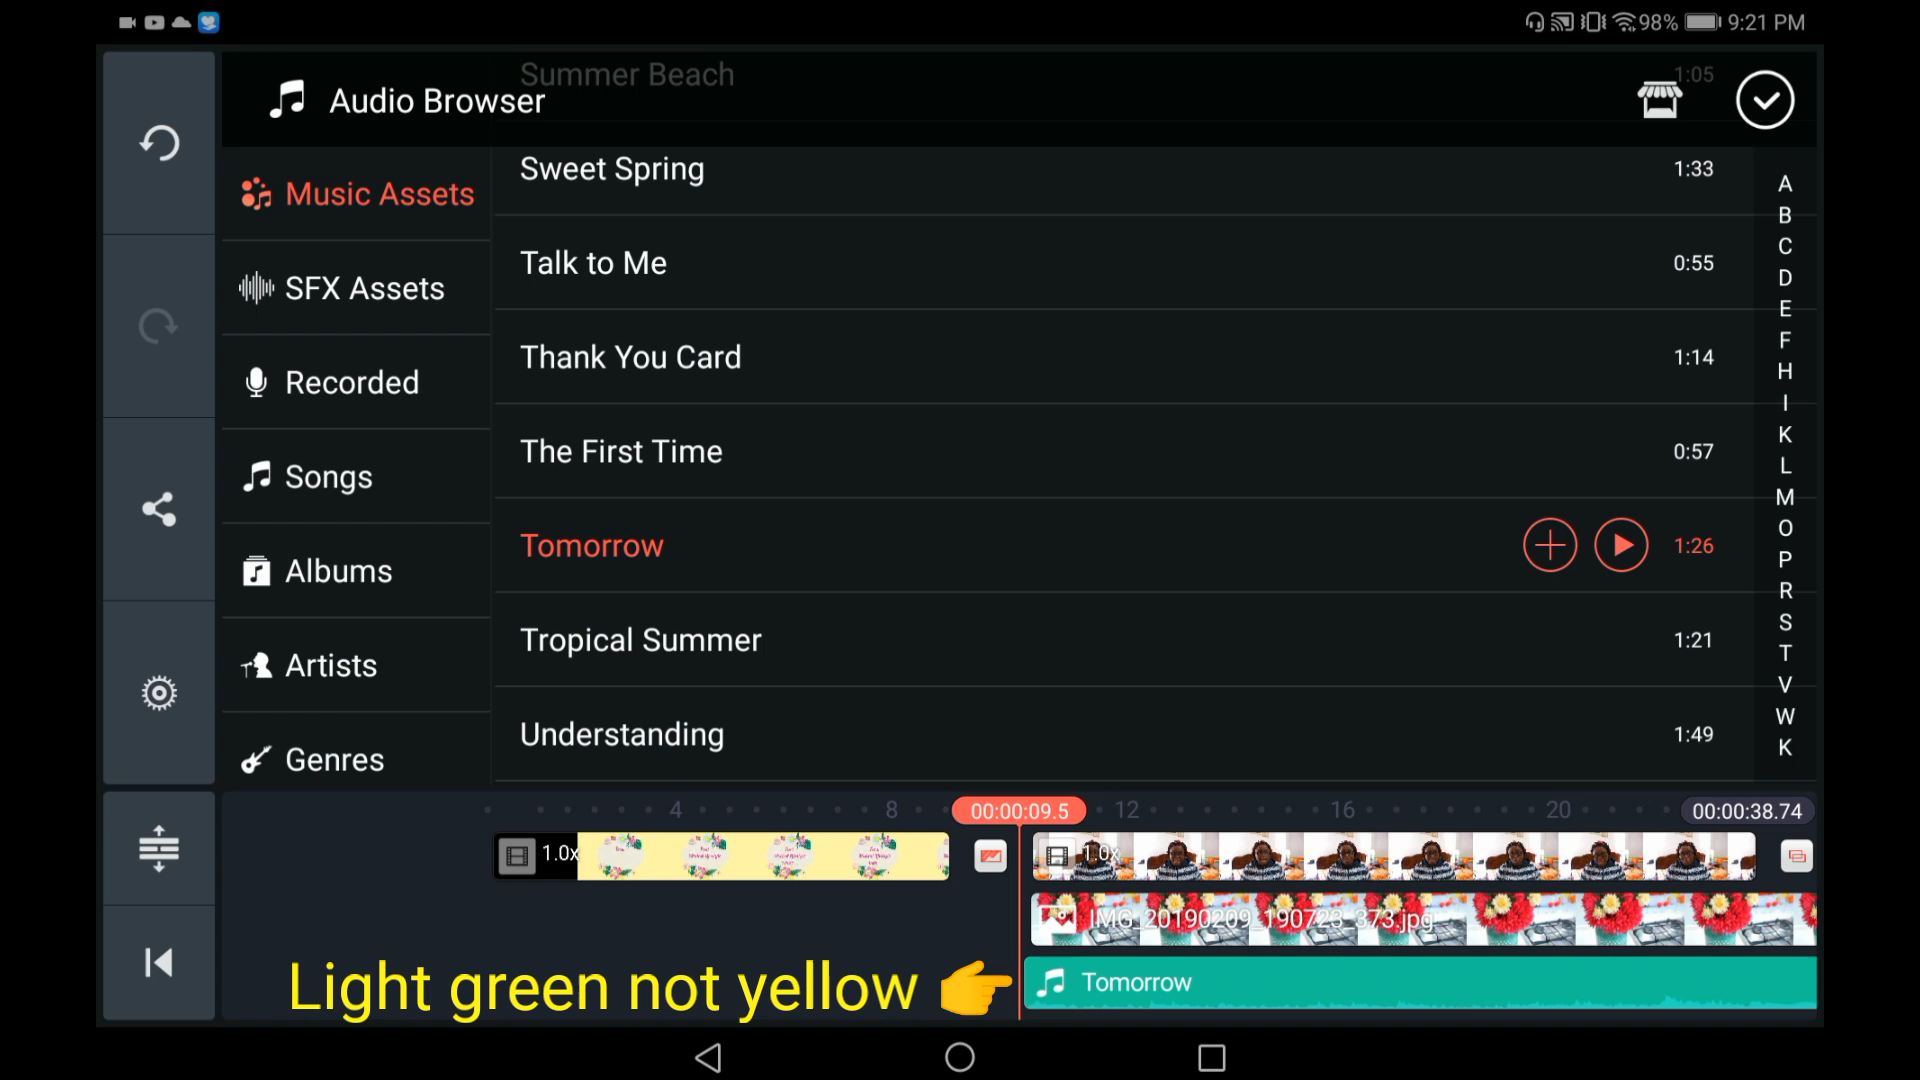 98% 9:21 PM
Summer Beach 1:05
Audio Browser
Music Assets
SFX Assets
Recorded
Songs
Albums
Artists
Genres
Sweet Spring 1:33
Talk to Me 0:55
Thank You Card 1:14
The First Time 0:57
Tomorrow 1:26
Tropical Summer 1:21
Understanding 1:49
A
B
C
D
E
F
H
I
K
L
M
O
P
R
S
T
V
W
K
4 8 00:00:09.5 12 16 20 00:00:38.74
1.0x 1.0x
IMG_20190209_190723_373.jpg
Light green not yellow
Tomorrow